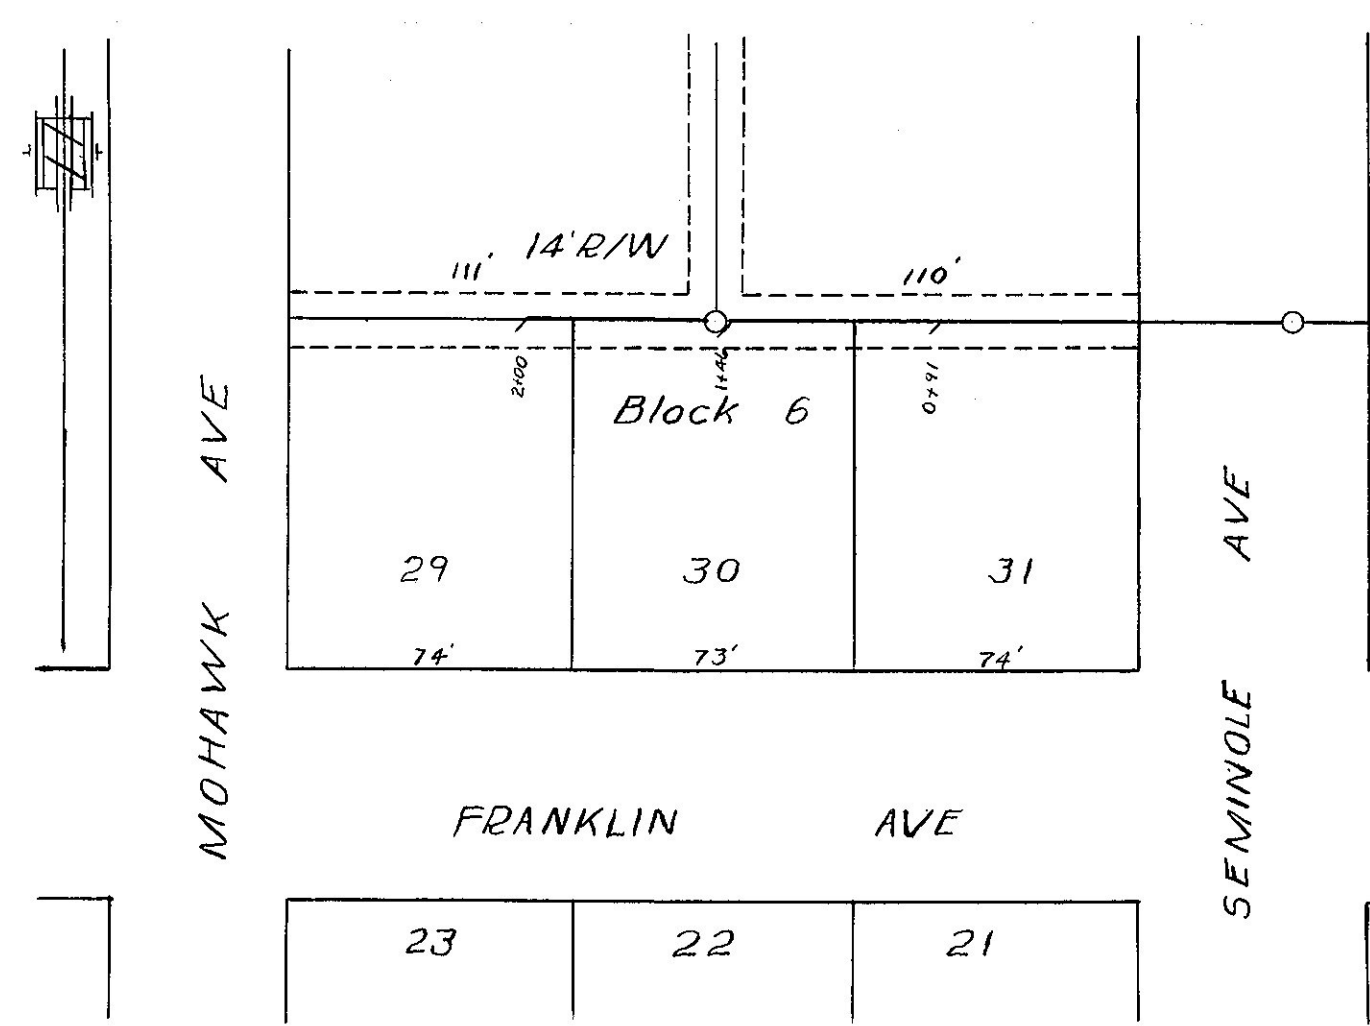 N
14' R/W
111'
110'
2+00
1+46
0+91
Block 6
29
30
31
74'
73'
74'
MOHAWK AVE
SEMINOLE AVE
FRANKLIN AVE
23
22
21